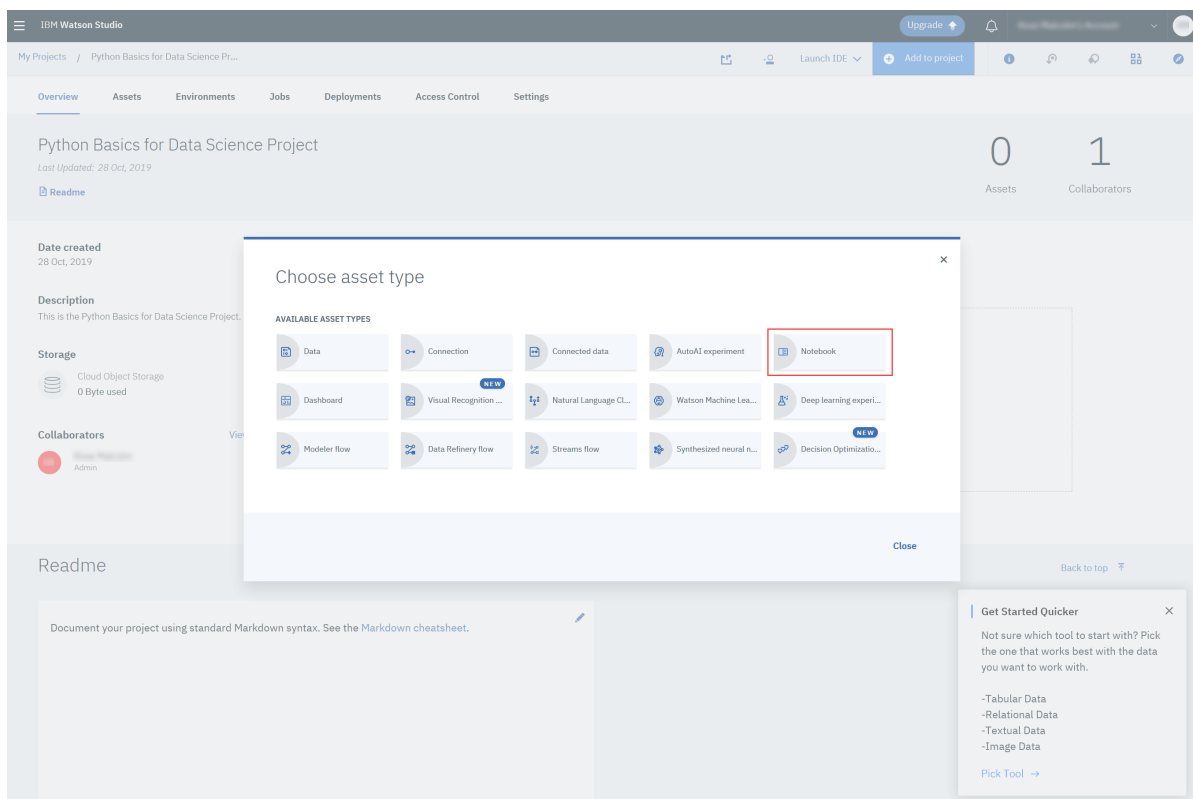 IBM Watson Studio
Upgrade
My Projects / Python Basics for Data Science Pr...
Launch IDE
Add to project
Overview Assets Environments Jobs Deployments Access Control Settings
Python Basics for Data Science Project
Last Updated: 28 Oct, 2019
Readme
0
Assets
1
Collaborators
Date created
28 Oct, 2019
Description
This is the Python Basics for Data Science Project.
Storage
Cloud Object Storage
0 Byte used
Collaborators
Admin
Choose asset type
AVAILABLE ASSET TYPES
Data
Connection
Connected data
AutoAI experiment
Notebook
Dashboard
NEW
Visual Recognition ...
Natural Language Cl...
Watson Machine Lea...
Deep learning experi...
Modeler flow
Data Refinery flow
Streams flow
Synthesized neural n...
NEW
Decision Optimizatio...
Close
Readme
Back to top
Document your project using standard Markdown syntax. See the Markdown cheatsheet.
Get Started Quicker
Not sure which tool to start with? Pick
the one that works best with the data
you want to work with.
-Tabular Data
-Relational Data
-Textual Data
-Image Data
Pick Tool